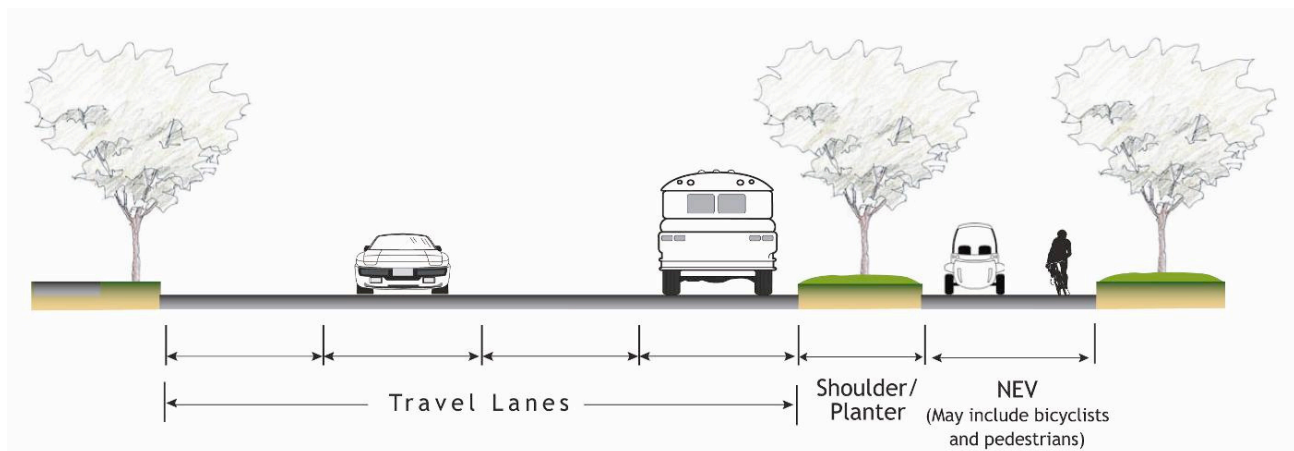 Travel Lanes
Shoulder/
Planter
NEV
(May include bicyclists
and pedestrians)